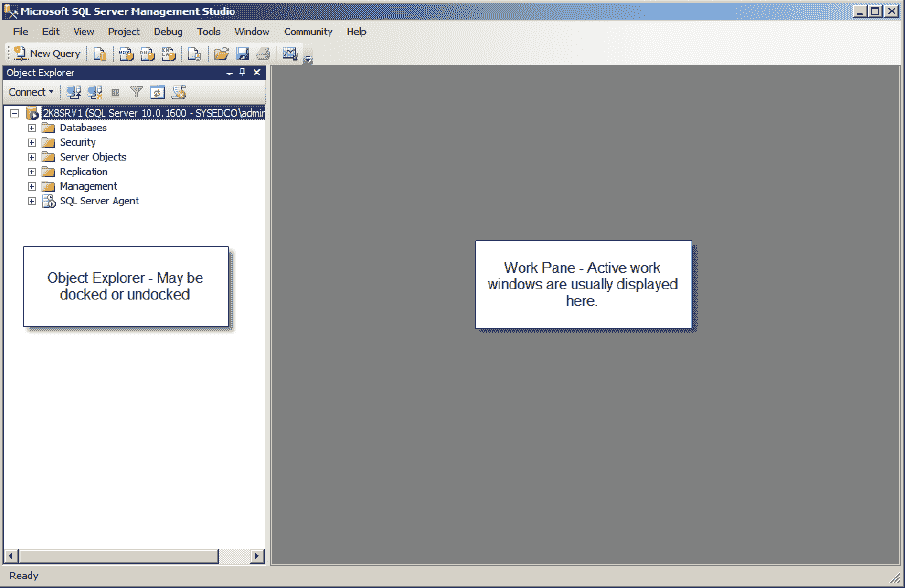 Microsoft SQL Server Management Studio
File Edit View Project Debug Tools Window Community Help
New Query
Object Explorer
Connect
2K8SRV1 (SQL Server 10.0.1600 - SYSEDCO\admin
Databases
Security
Server Objects
Replication
Management
SQL Server Agent
Object Explorer - May be
docked or undocked
Work Pane - Active work
windows are usually displayed
here.
Ready